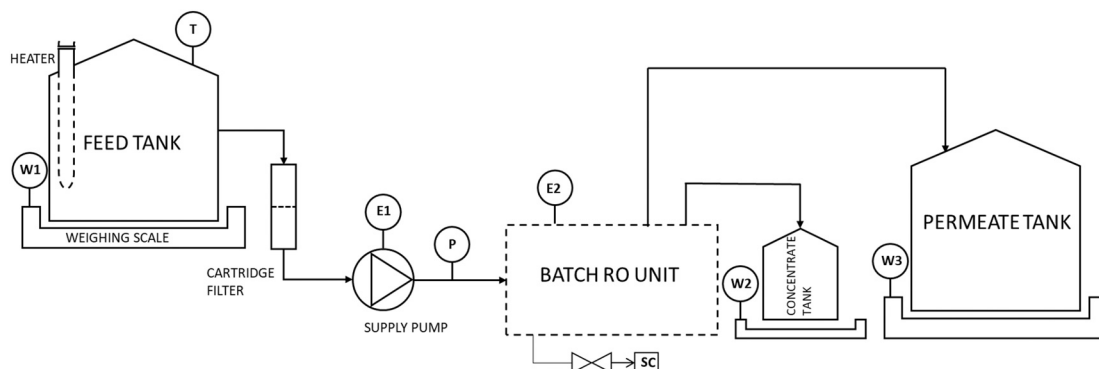 T
HEATER
FEED TANK
W1
WEIGHING SCALE
CARTRIDGE
FILTER
E1
SUPPLY PUMP
P
E2
BATCH RO UNIT
SC
W2
CONCENTRATE
TANK
W3
PERMEATE TANK